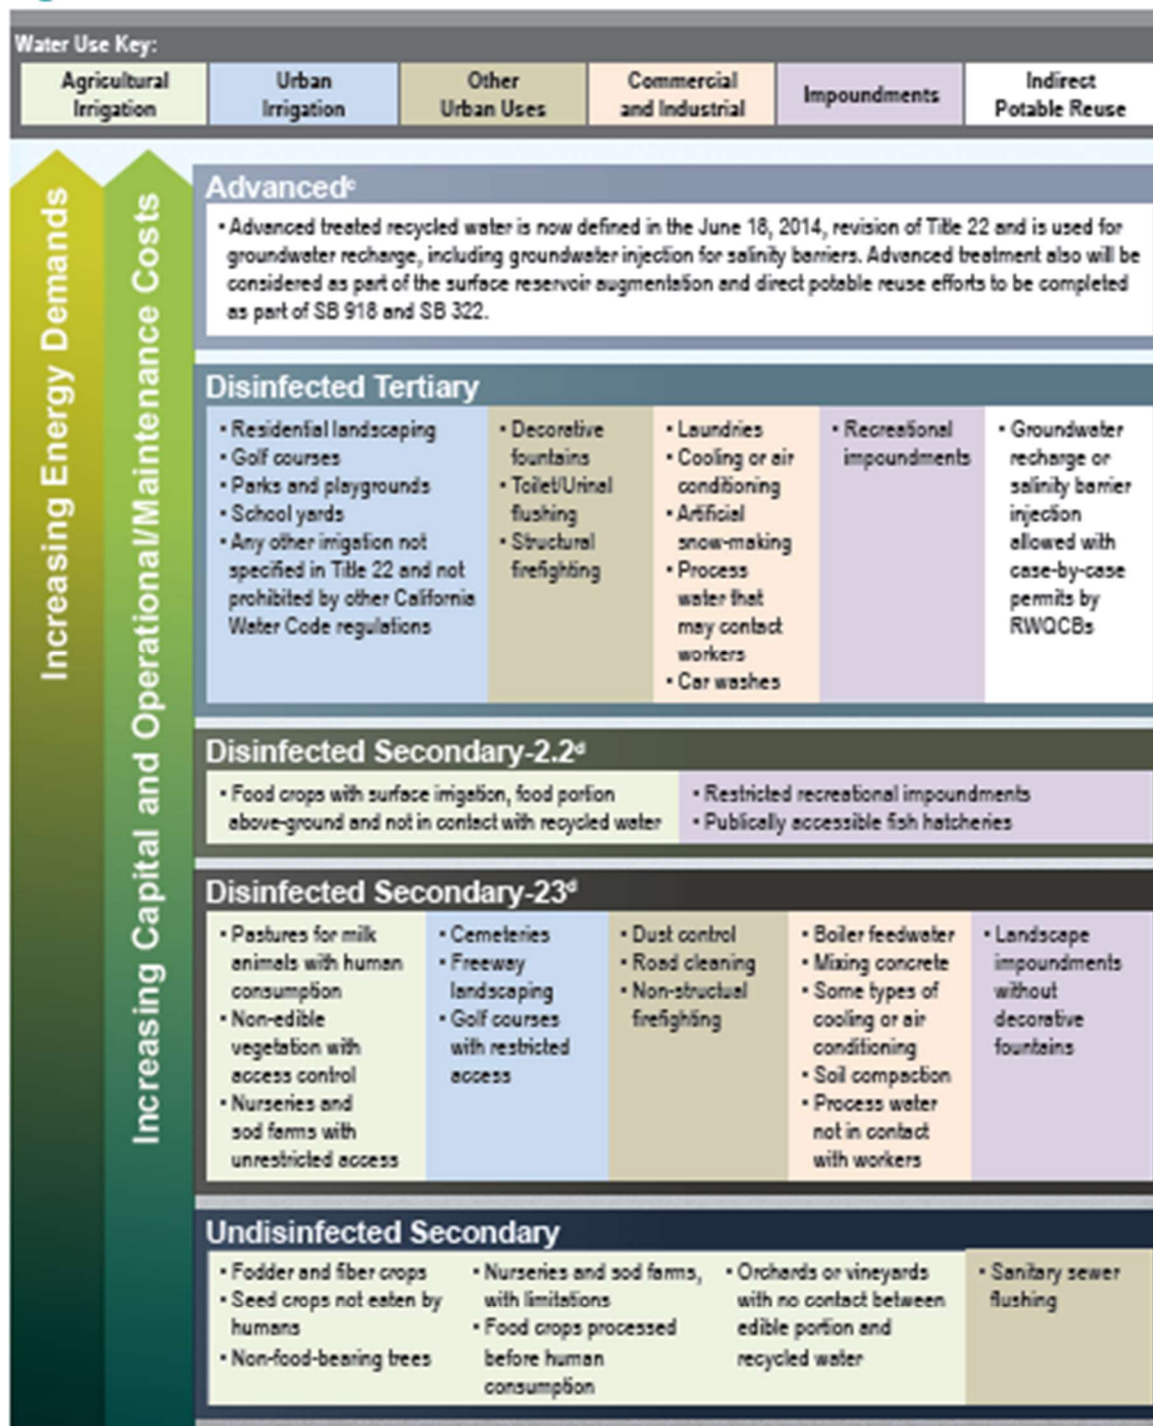 Water Use Key:
Agricultural
Irrigation
Urban
Irrigation
Other
Urban Uses
Commercial
and Industrial
Impoundments
Indirect
Potable Reuse
Increasing Energy Demands
Increasing Capital and Operational/Maintenance Costs
Advancedᶜ
• Advanced treated recycled water is now defined in the June 18, 2014, revision of Title 22 and is used for
groundwater recharge, including groundwater injection for salinity barriers. Advanced treatment also will be
considered as part of the surface reservoir augmentation and direct potable reuse efforts to be completed
as part of SB 918 and SB 322.
Disinfected Tertiary
• Residential landscaping
• Golf courses
• Parks and playgrounds
• School yards
• Any other irrigation not
specified in Title 22 and not
prohibited by other California
Water Code regulations
• Decorative
fountains
• Toilet/Urinal
flushing
• Structural
firefighting
• Laundries
• Cooling or air
conditioning
• Artificial
snow-making
• Process
water that
may contact
workers
• Car washes
• Recreational
impoundments
• Groundwater
recharge or
salinity barrier
injection
allowed with
case-by-case
permits by
RWQCBs
Disinfected Secondary-2.2ᵈ
• Food crops with surface irrigation, food portion
above-ground and not in contact with recycled water
• Restricted recreational impoundments
• Publically accessible fish hatcheries
Disinfected Secondary-23ᵈ
• Pastures for milk
animals with human
consumption
• Non-edible
vegetation with
access control
• Nurseries and
sod farms with
unrestricted access
• Cemeteries
• Freeway
landscaping
• Golf courses
with restricted
access
• Dust control
• Road cleaning
• Non-structual
firefighting
• Boiler feedwater
• Mixing concrete
• Some types of
cooling or air
conditioning
• Soil compaction
• Process water
not in contact
with workers
• Landscape
impoundments
without
decorative
fountains
Undisinfected Secondary
• Fodder and fiber crops
• Seed crops not eaten by
humans
• Non-food-bearing trees
• Nurseries and sod farms,
with limitations
• Food crops processed
before human
consumption
• Orchards or vineyards
with no contact between
edible portion and
recycled water
• Sanitary sewer
flushing